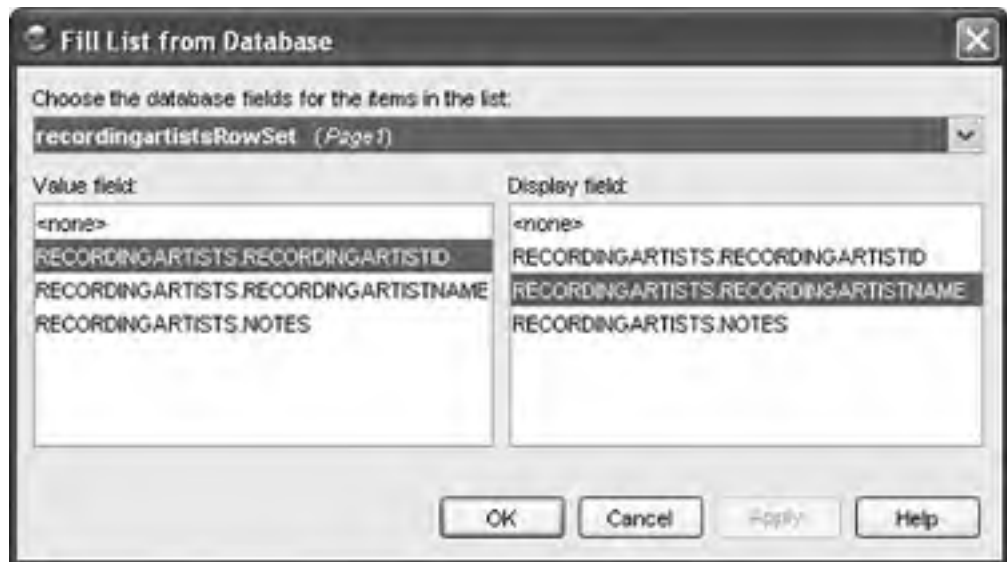 Fill List from Database
Choose the database fields for the items in the list:
recordingartistsRowSet (Page1)
Value field:
<none>
RECORDINGARTISTS.RECORDINGARTISTID
RECORDINGARTISTS.RECORDINGARTISTNAME
RECORDINGARTISTS.NOTES
Display field:
<none>
RECORDINGARTISTS.RECORDINGARTISTID
RECORDINGARTISTS.RECORDINGARTISTNAME
RECORDINGARTISTS.NOTES
OK
Cancel
Apply
Help